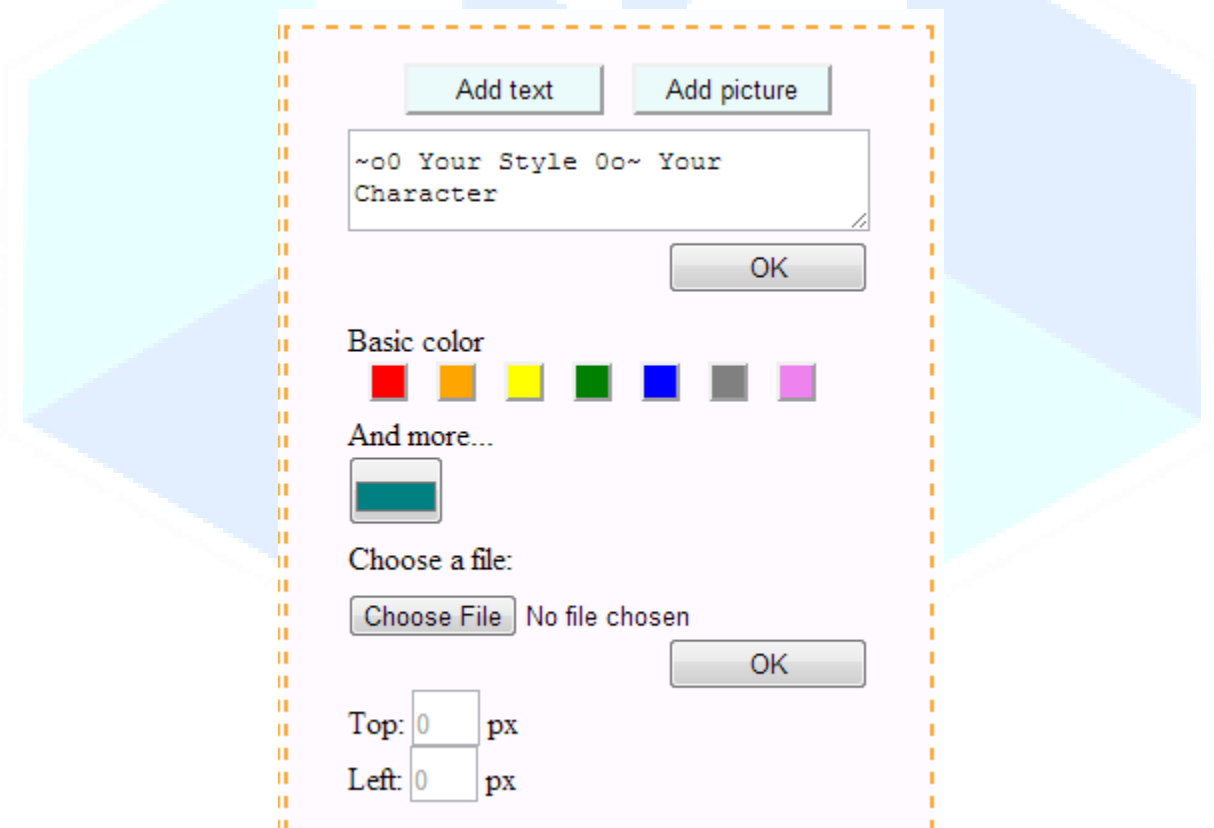 Add text Add picture
~o0 Your Style 0o~ Your
Character
OK
Basic color
And more...
Choose a file:
Choose File No file chosen
OK
Top: 0 px
Left: 0 px